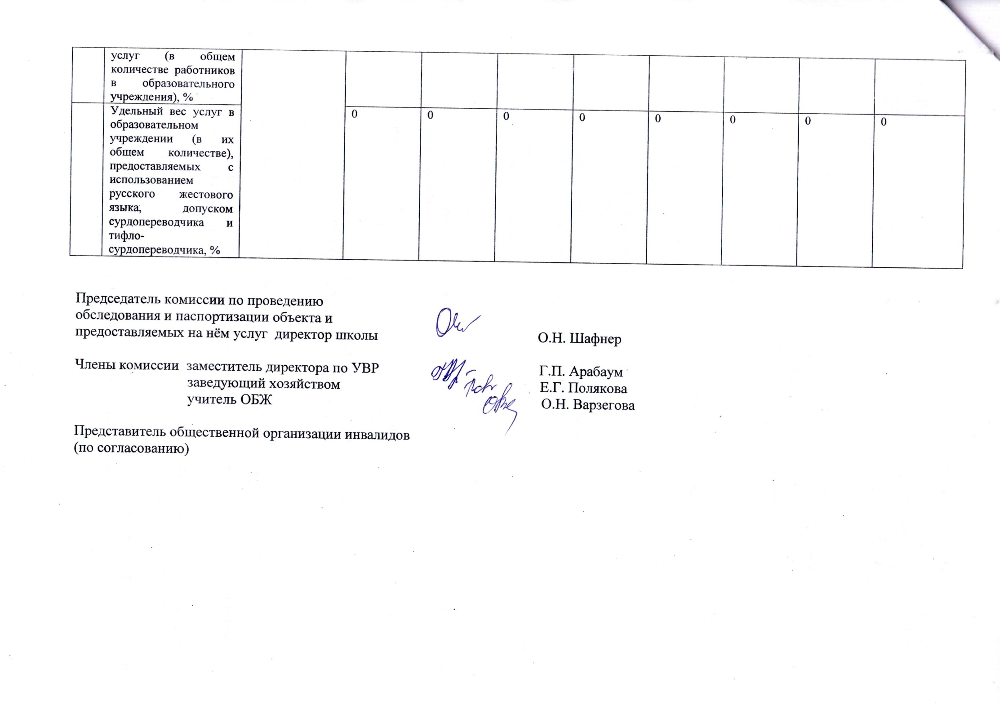 услуг (в общем
количестве работников
в образовательного
учреждения), %
Удельный вес услуг в
образовательном
учреждении (в их
общем количестве),
предоставляемых с
использованием
русского жестового
языка, допуском
сурдопереводчика и
тифло-
сурдопереводчика, %
0 0 0 0 0 0 0 0
Председатель комиссии по проведению
обследования и паспортизации объекта и
предоставляемых на нём услуг директор школы О.Н. Шафнер
Члены комиссии заместитель директора по УВР Г.П. Арабаум
заведующий хозяйством Е.Г. Полякова
учитель ОБЖ О.Н. Варзегова
Представитель общественной организации инвалидов
(по согласованию)